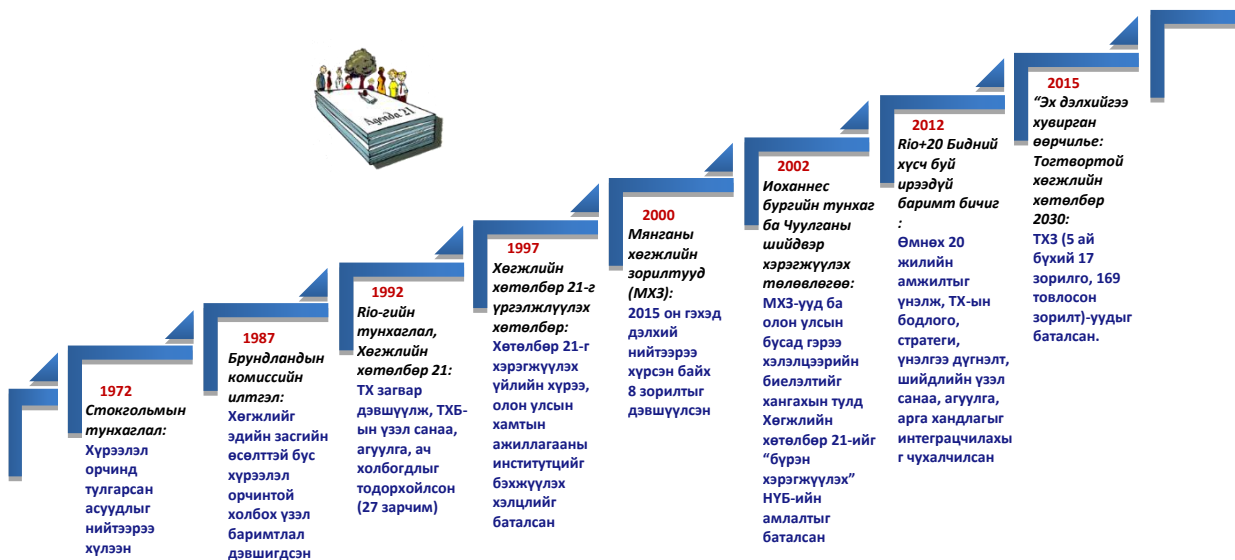 Agenda 21
1972
Стокгольмын
тунхаглал:
Хүрээлэл
орчинд
тулгарсан
асуудлыг
нийтээрээ
хүлээн
1987
Брундландын
комиссийн
илтгэл:
Хөгжлийг
эдийн засгийн
өсөлттэй бус
хүрээлэл
орчинтой
холбох үзэл
баримтлал
дэвшигдсэн
1992
Rio-гийн
тунхаглал,
Хөгжлийн
хөтөлбөр 21:
ТХ загвар
дэвшүүлж, ТХБ-
ын үзэл санаа,
агуулга, ач
холбогдлыг
тодорхойлсон
(27 зарчим)
1997
Хөгжлийн
хөтөлбөр 21-г
үргэлжлүүлэх
хөтөлбөр:
Хөтөлбөр 21-г
хэрэгжүүлэх
үйлийн хүрээ,
олон улсын
хамтын
ажиллагааны
институтцийг
бэхжүүлэх
хэлцлийг
баталсан
2000
Мянганы
хөгжлийн
зорилтууд
(МХЗ):
2015 он гэхэд
дэлхий
нийтээрээ
хүрсэн байх
8 зорилтыг
дэвшүүлсэн
2002
Иоханнес
бургийн тунхаг
ба Чуулганы
шийдвэр
хэрэгжүүлэх
төлөвлөгөө:
МХЗ-ууд ба
олон улсын
бусад гэрээ
хэлэлцээрийн
биелэлтийг
хангахын тулд
Хөгжлийн
хөтөлбөр 21-ийг
“бүрэн
хэрэгжүүлэх”
НҮБ-ийн
амлалтыг
баталсан
2012
Rio+20 Бидний
хүсч буй
ирээдүй
баримт бичиг
:
Өмнөх 20
жилийн
амжилтыг
үнэлж, ТХ-ын
бодлого,
стратеги,
үнэлгээ дүгнэлт,
шийдлийн үзэл
санаа, агуулга,
арга хандлагыг
интеграцчилахы
г чухалчилсан
2015
“Эх дэлхийгээ
хувирган
өөрчилье:
Тогтвортой
хөгжлийн
хөтөлбөр
2030:
ТХЗ (5 ай
бүхий 17
зорилго, 169
товлосон
зорилт)-уудыг
баталсан.